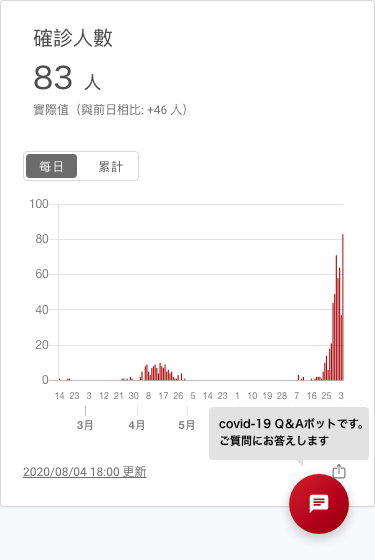 確診人數
83 人
實際值（與前日相比: +46 人）
每日 累計
100
80
60
40
20
0
14 23 3 12 21 30 8 17 26 5 14 23 1 10 19 28 7 16 25 3
3月 4月 5月
covid-19 Q&Aボットです。
ご質問にお答えします
2020/08/04 18:00 更新